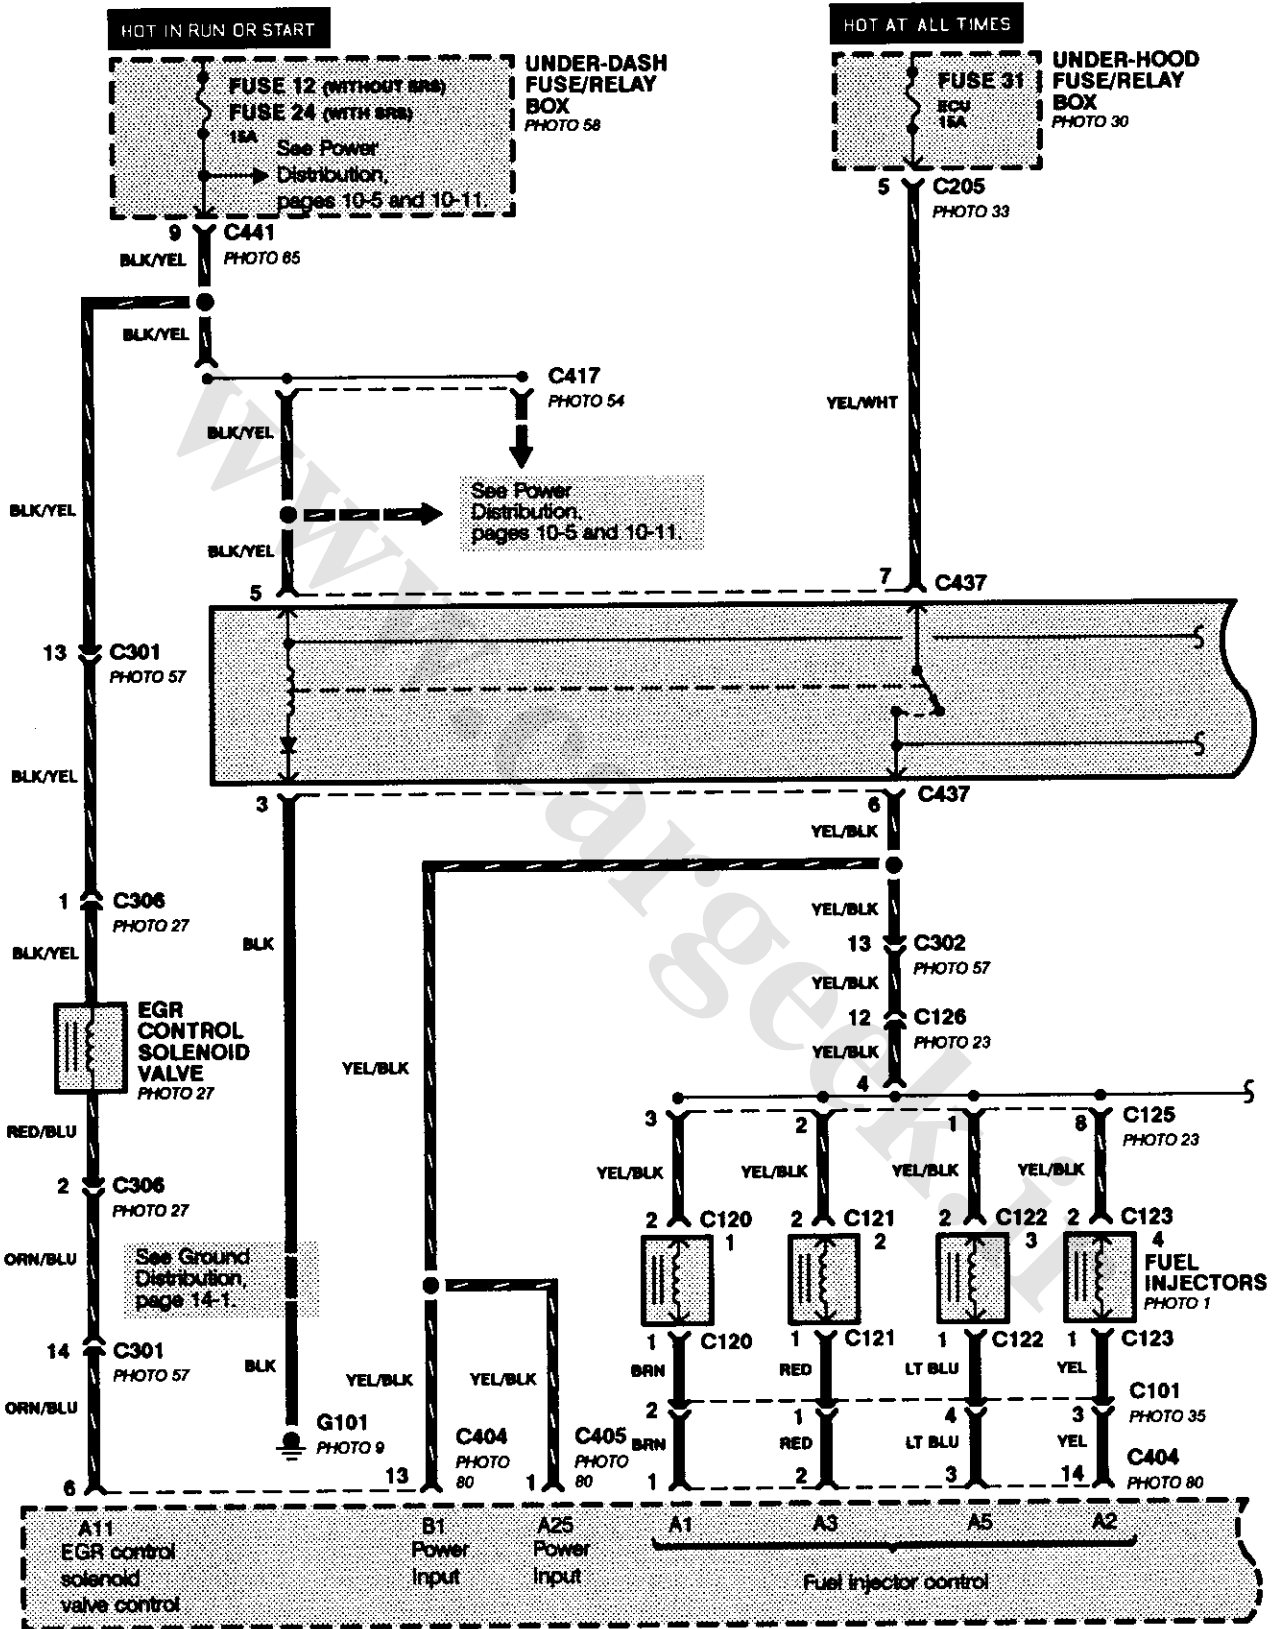 HOT IN RUN OR START
HOT AT ALL TIMES
FUSE 12 (WITHOUT SRS)
FUSE 24 (WITH SRS)
15A
See Power
Distribution,
pages 10-5 and 10-11.
UNDER-DASH
FUSE/RELAY
BOX
PHOTO 58
FUSE 31
ECU
15A
UNDER-HOOD
FUSE/RELAY
BOX
PHOTO 30
9
C441
PHOTO 65
BLK/YEL
5
C205
PHOTO 33
BLK/YEL
C417
PHOTO 54
YEL/WHT
BLK/YEL
BLK/YEL
See Power
Distribution,
pages 10-5 and 10-11.
BLK/YEL
5
7
C437
13
C301
PHOTO 57
BLK/YEL
3
6
C437
YEL/BLK
1
C306
PHOTO 27
BLK/YEL
BLK
YEL/BLK
13
C302
PHOTO 57
YEL/BLK
12
C126
PHOTO 23
YEL/BLK
4
EGR
CONTROL
SOLENOID
VALVE
PHOTO 27
YEL/BLK
RED/BLU
3
2
1
8
C125
PHOTO 23
YEL/BLK
YEL/BLK
YEL/BLK
YEL/BLK
2
C306
PHOTO 27
2
C120
1
2
C121
2
2
C122
3
2
C123
4
FUEL
INJECTORS
PHOTO 1
ORN/BLU
See Ground
Distribution,
page 14-1.
1
C120
1
C121
1
C122
1
C123
14
C301
PHOTO 57
BLK
YEL/BLK
YEL/BLK
BRN
RED
LT BLU
YEL
C101
PHOTO 35
ORN/BLU
2
1
4
3
G101
PHOTO 9
C404
PHOTO
80
C405
PHOTO
80
BRN
RED
LT BLU
YEL
C404
PHOTO 80
6
13
1
1
2
3
14
A11
EGR control
solenoid
valve control
B1
Power
Input
A25
Power
Input
A1
A3
A5
A2
Fuel injector control
www.cargeek.ir